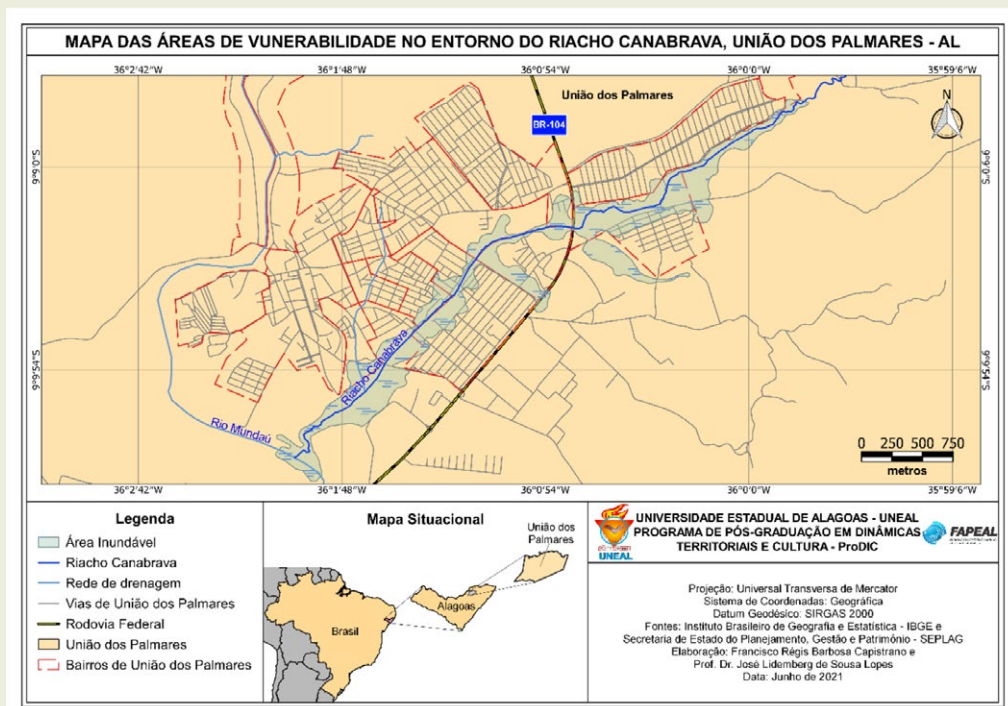 MAPA DAS ÁREAS DE VUNERABILIDADE NO ENTORNO DO RIACHO CANABRAVA, UNIÃO DOS PALMARES - AL
36°2'42"W 36°1'48"W 36°0'54"W 36°0'0"W 35°59'6"W
União dos Palmares
BR-104
N
9°9'0"S 9°9'0"S
Riacho Canabrava
9°9'54"S 9°9'54"S
Rio Mundaú
0 250 500 750
metros
36°2'42"W 36°1'48"W 36°0'54"W 36°0'0"W 35°59'6"W
Legenda
Área Inundável
Riacho Canabrava
Rede de drenagem
Vias de União dos Palmares
Rodovia Federal
União dos Palmares
Bairros de União dos Palmares
Mapa Situacional
União dos
Palmares
Alagoas
Brasil
UNEAL
UNIVERSIDADE ESTADUAL DE ALAGOAS - UNEAL
PROGRAMA DE PÓS-GRADUAÇÃO EM DINÂMICAS
TERRITORIAIS E CULTURA - ProDIC
FAPEAL
Projeção: Universal Transversa de Mercator
Sistema de Coordenadas: Geográfica
Datum Geodésico: SIRGAS 2000
Fontes: Instituto Brasileiro de Geografia e Estatística - IBGE e
Secretaria de Estado do Planejamento, Gestão e Patrimônio - SEPLAG
Elaboração: Francisco Régis Barbosa Capistrano e
Prof. Dr. José Lidemberg de Sousa Lopes
Data: Junho de 2021